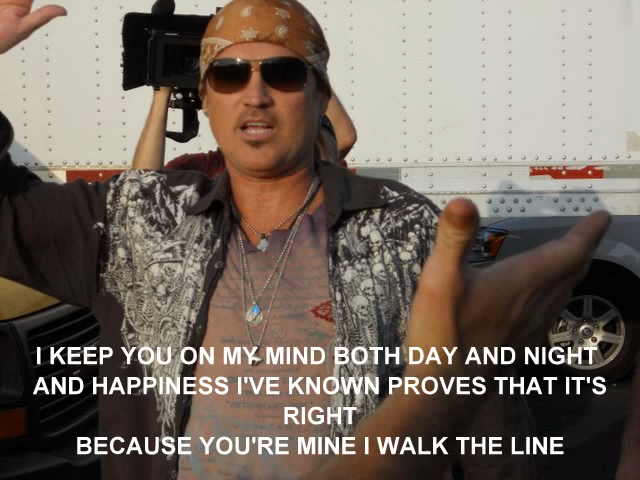 I KEEP YOU ON MY MIND BOTH DAY AND NIGHT
AND HAPPINESS I'VE KNOWN PROVES THAT IT'S
RIGHT
BECAUSE YOU'RE MINE I WALK THE LINE